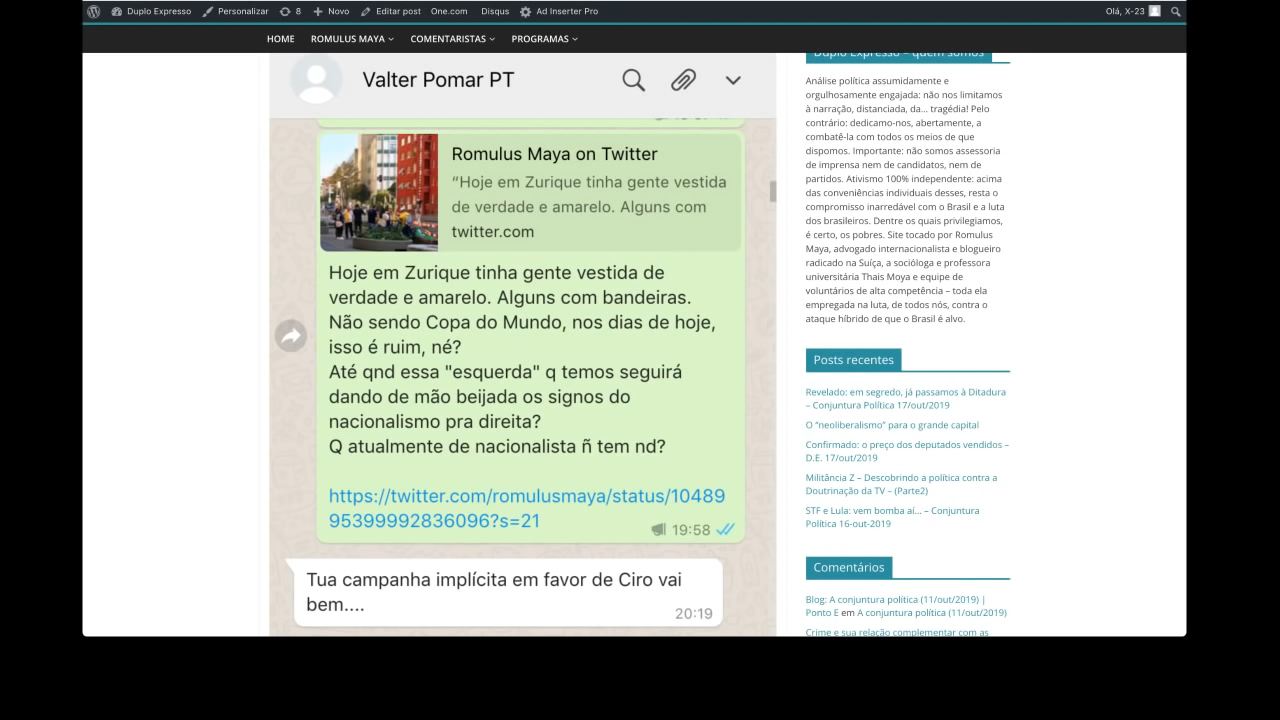 Duplo Expresso
Personalizar
8
Novo
Editar post
One.com
Disqus
Ad Inserter Pro
Olá, X-23
HOME
ROMULUS MAYA
COMENTARISTAS
PROGRAMAS
Valter Pomar PT
Romulus Maya on Twitter
“Hoje em Zurique tinha gente vestida
de verdade e amarelo. Alguns com
twitter.com
Hoje em Zurique tinha gente vestida de
verdade e amarelo. Alguns com bandeiras.
Não sendo Copa do Mundo, nos dias de hoje,
isso é ruim, né?
Até qnd essa "esquerda" q temos seguirá
dando de mão beijada os signos do
nacionalismo pra direita?
Q atualmente de nacionalista ñ tem nd?
https://twitter.com/romulusmaya/status/10489
95399992836096?s=21
19:58
Tua campanha implícita em favor de Ciro vai
bem....
20:19
Duplo Expresso – quem somos
Análise política assumidamente e
orgulhosamente engajada: não nos limitamos
à narração, distanciada, da... tragédia! Pelo
contrário: dedicamo-nos, abertamente, a
combatê-la com todos os meios de que
dispomos. Importante: não somos assessoria
de imprensa nem de candidatos, nem de
partidos. Ativismo 100% independente: acima
das conveniências individuais desses, resta o
compromisso inarredável com o Brasil e a luta
dos brasileiros. Dentre os quais privilegiamos,
é certo, os pobres. Site tocado por Romulus
Maya, advogado internacionalista e blogueiro
radicado na Suíça, a socióloga e professora
universitária Thais Moya e equipe de
voluntários de alta competência – toda ela
empregada na luta, de todos nós, contra o
ataque híbrido de que o Brasil é alvo.
Posts recentes
Revelado: em segredo, já passamos à Ditadura
– Conjuntura Política 17/out/2019
O “neoliberalismo” para o grande capital
Confirmado: o preço dos deputados vendidos –
D.E. 17/out/2019
Militância Z – Descobrindo a política contra a
Doutrinação da TV – (Parte2)
STF e Lula: vem bomba aí... – Conjuntura
Política 16-out-2019
Comentários
Blog: A conjuntura política (11/out/2019) |
Ponto E em A conjuntura política (11/out/2019)
Crime e sua relação complementar com as